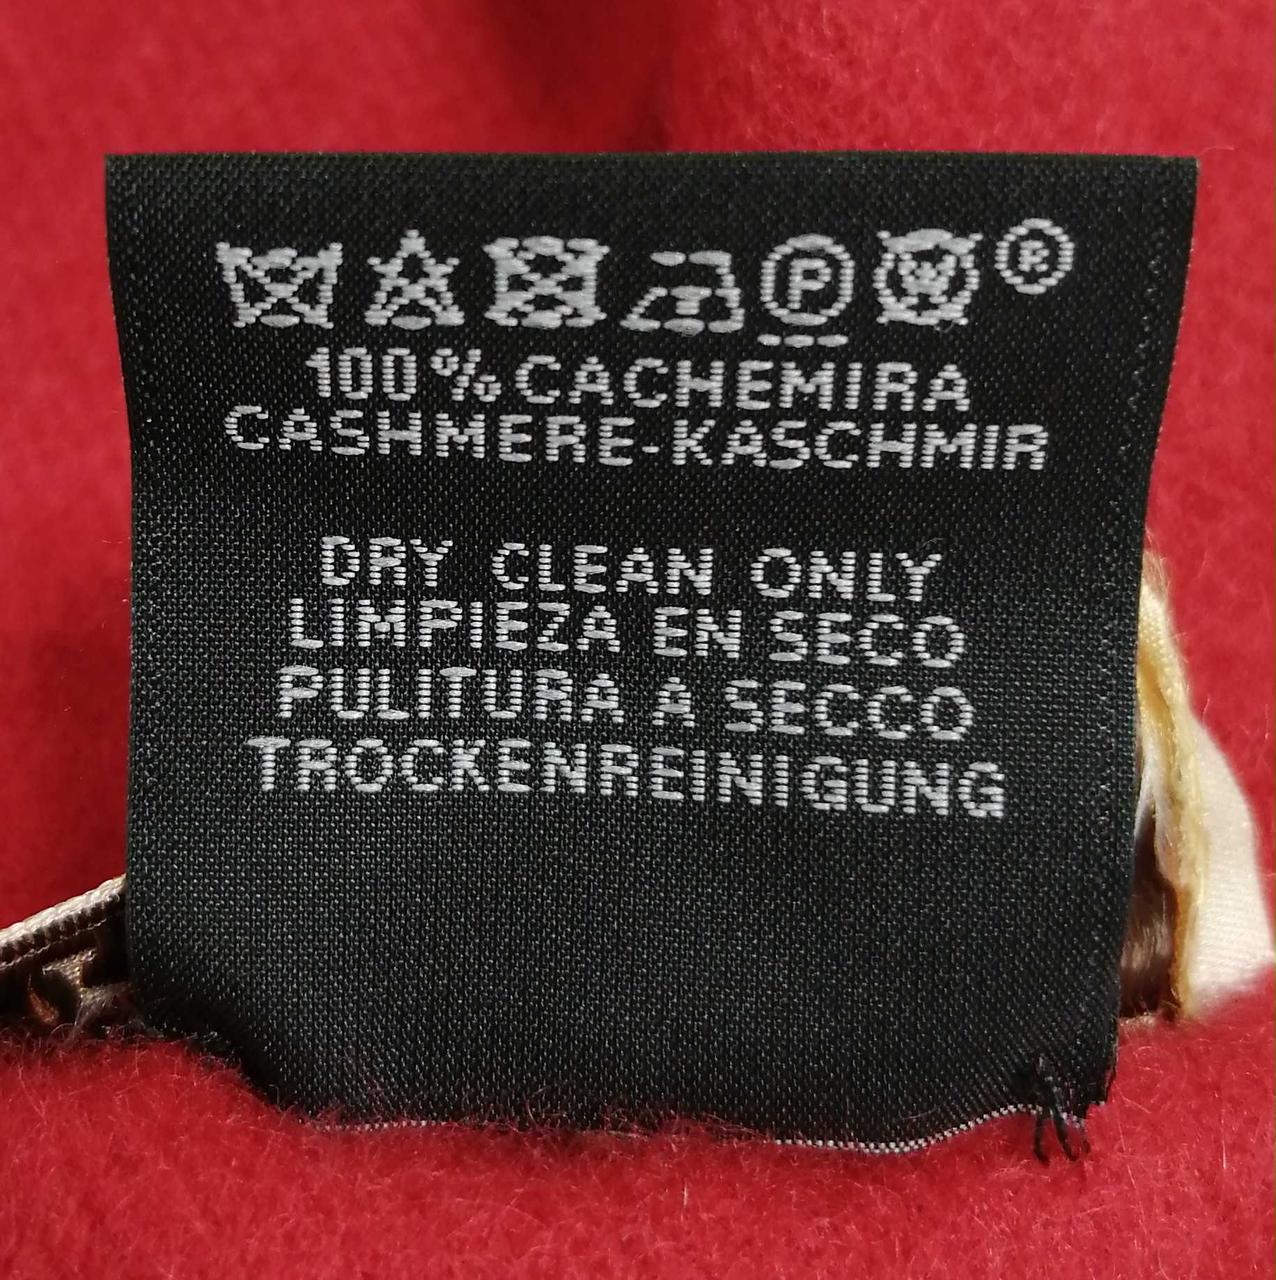 P W ®
100% CACHEMIRA
CASHMERE-KASCHMIR
DRY CLEAN ONLY
LIMPIEZA EN SECO
PULITURA A SECCO
TROCKENREINIGUNG